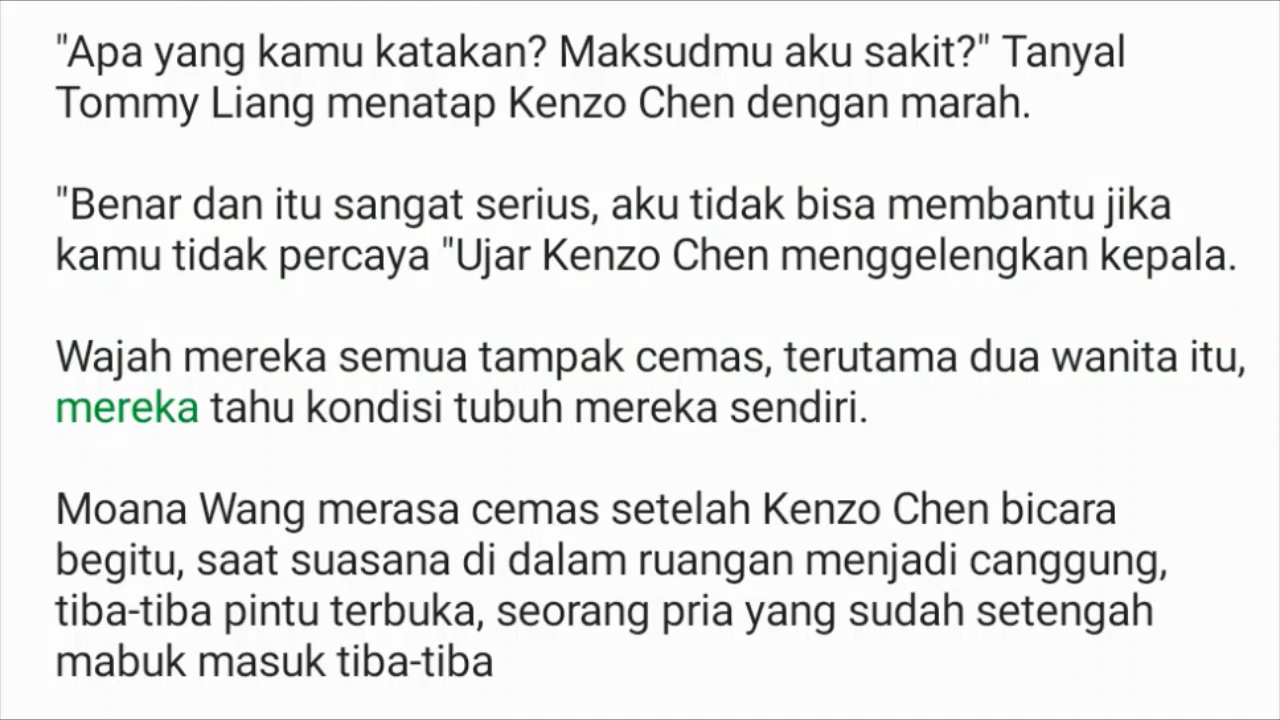 "Apa yang kamu katakan? Maksudmu aku sakit?" Tanyal
Tommy Liang menatap Kenzo Chen dengan marah.
"Benar dan itu sangat serius, aku tidak bisa membantu jika
kamu tidak percaya "Ujar Kenzo Chen menggelengkan kepala.
Wajah mereka semua tampak cemas, terutama dua wanita itu,
mereka tahu kondisi tubuh mereka sendiri.
Moana Wang merasa cemas setelah Kenzo Chen bicara
begitu, saat suasana di dalam ruangan menjadi canggung,
tiba-tiba pintu terbuka, seorang pria yang sudah setengah
mabuk masuk tiba-tiba